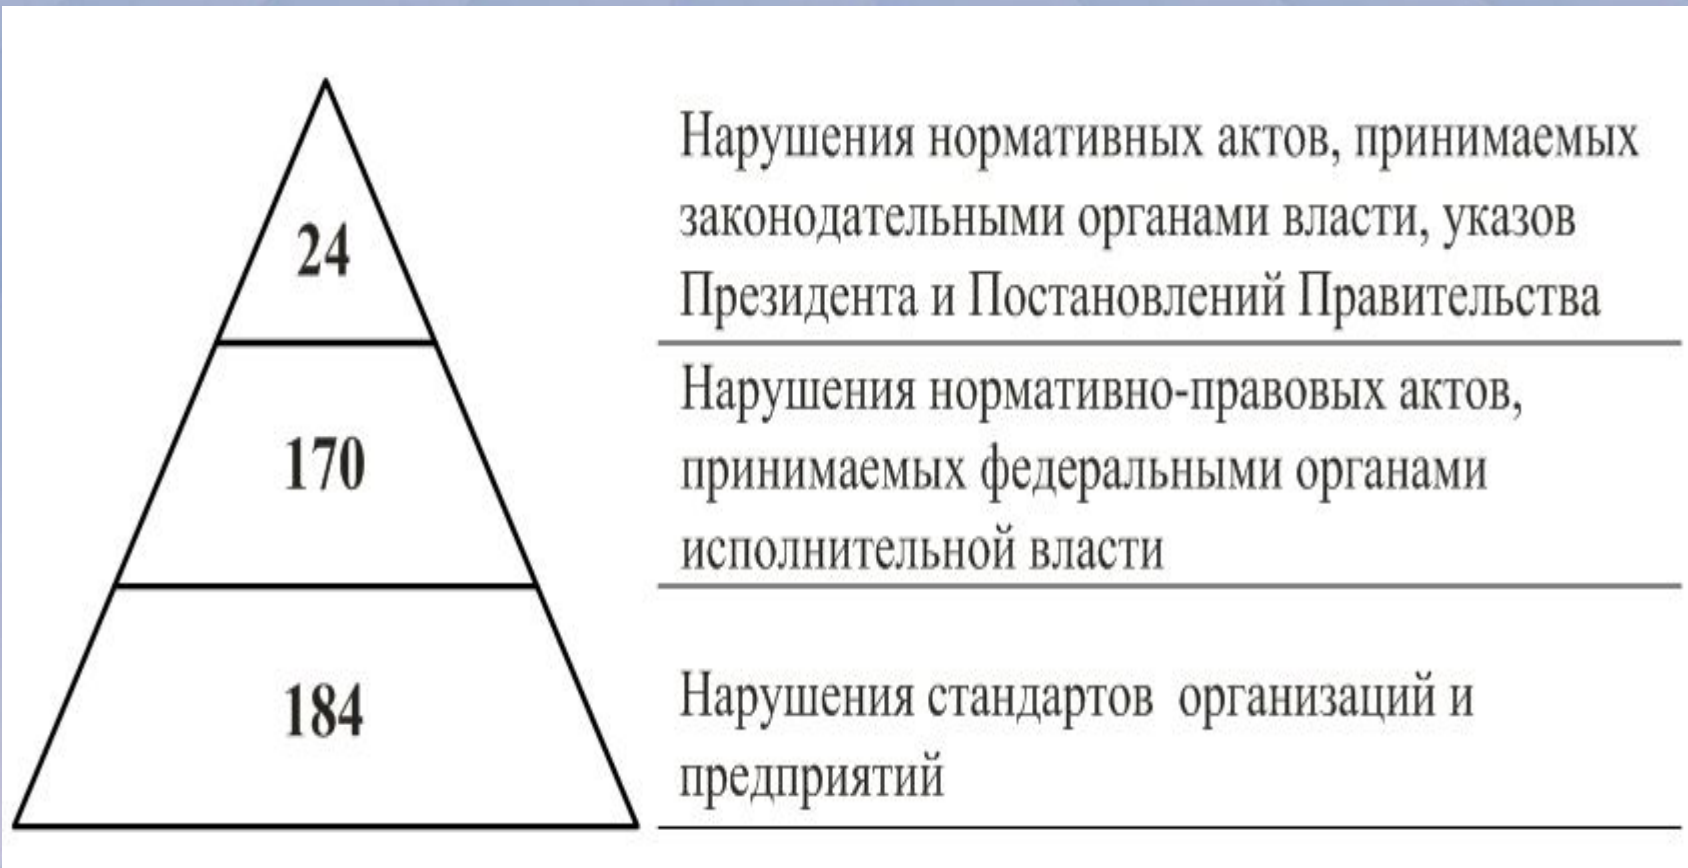 24
Нарушения нормативных актов, принимаемых
законодательными органами власти, указов
Президента и Постановлений Правительства
170
Нарушения нормативно-правовых актов,
принимаемых федеральными органами
исполнительной власти
184
Нарушения стандартов организаций и
предприятий